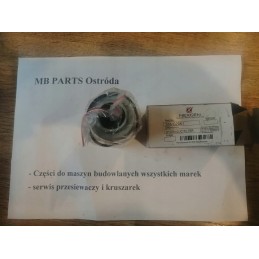 MB PARTS Ostróda
- Części do maszyn budowlanych wszystkich marek
- serwis przesiewaczy i kruszarek